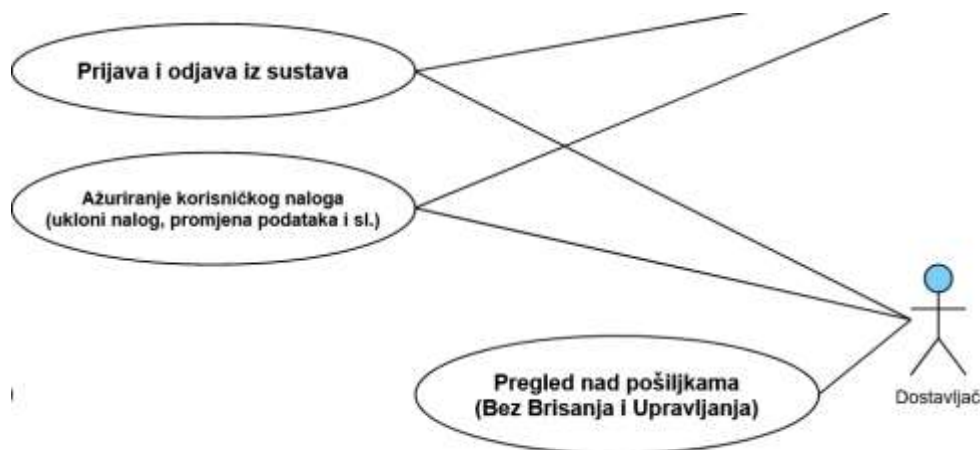 Prijava i odjava iz sustava
Ažuriranje korisničkog naloga
(ukloni nalog, promjena podataka i sl.)
Pregled nad pošiljkama
(Bez Brisanja i Upravljanja)
Dostavljač